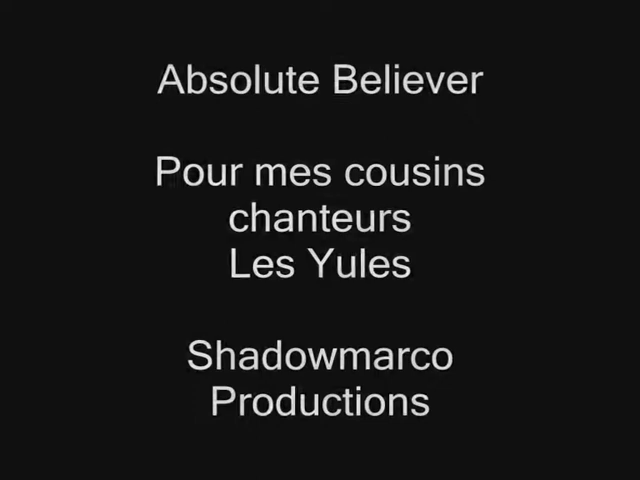 Absolute Believer
Pour mes cousins
chanteurs
Les Yules
Shadowmarco
Productions